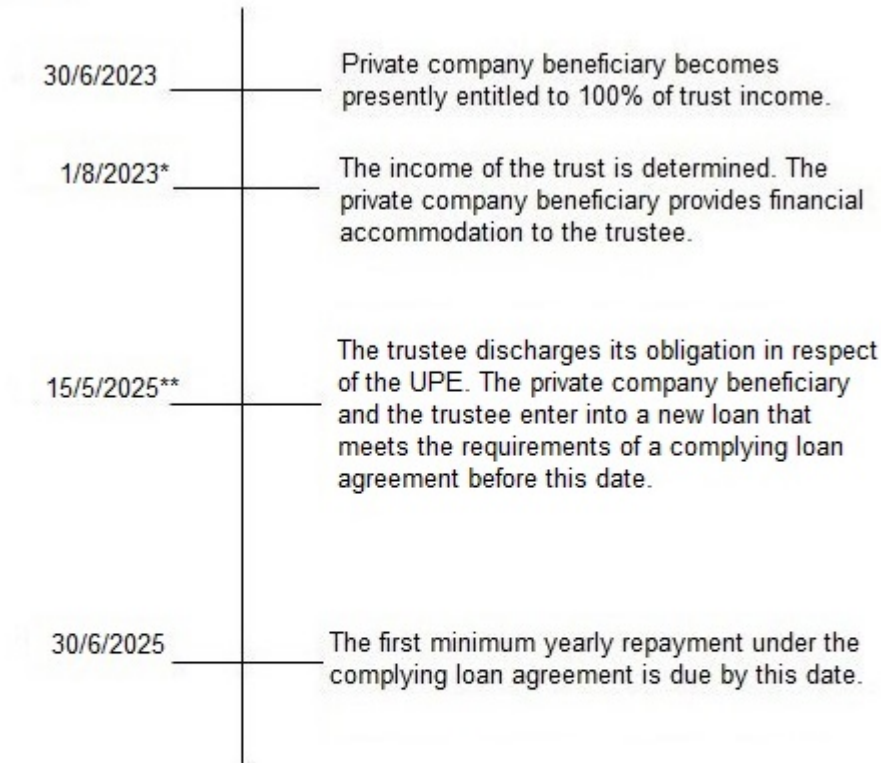 30/6/2023
Private company beneficiary becomes
presently entitled to 100% of trust income.
1/8/2023*
The income of the trust is determined. The
private company beneficiary provides financial
accommodation to the trustee.
15/5/2025**
The trustee discharges its obligation in respect
of the UPE. The private company beneficiary
and the trustee enter into a new loan that
meets the requirements of a complying loan
agreement before this date.
30/6/2025
The first minimum yearly repayment under the
complying loan agreement is due by this date.